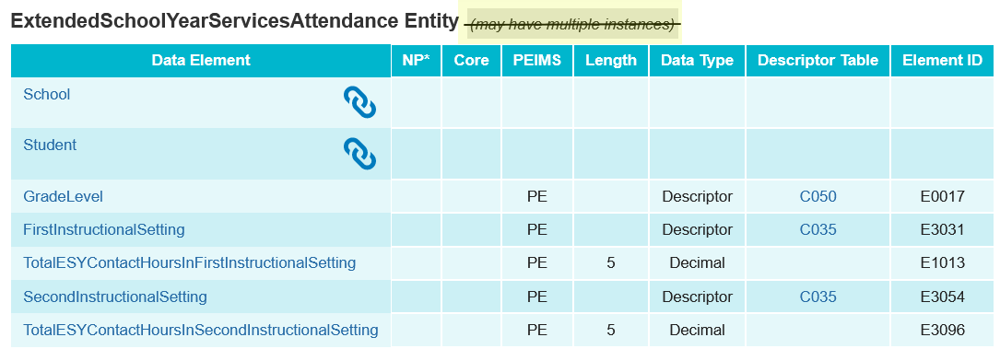 ExtendedSchoolYearServicesAttendance Entity (may have multiple instances)
Data Element NP* Core PEIMS Length Data Type Descriptor Table Element ID
School
Student
GradeLevel PE Descriptor C050 E0017
FirstInstructionalSetting PE Descriptor C035 E3031
TotalESYContactHoursInFirstInstructionalSetting PE 5 Decimal E1013
SecondInstructionalSetting PE Descriptor C035 E3054
TotalESYContactHoursInSecondInstructionalSetting PE 5 Decimal E3096